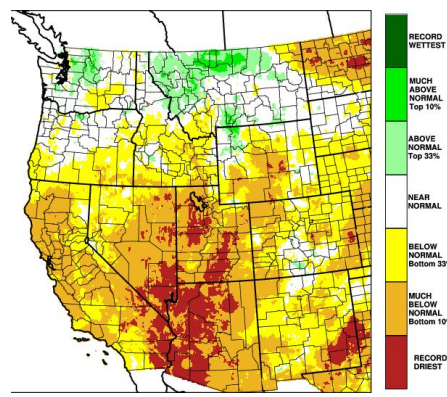 RECORD
WETTEST
MUCH
ABOVE
NORMAL
Top 10%
ABOVE
NORMAL
Top 33%
NEAR
NORMAL
BELOW
NORMAL
Bottom 33
MUCH
BELOW
NORMAL
Bottom 10
RECORD
DRIEST